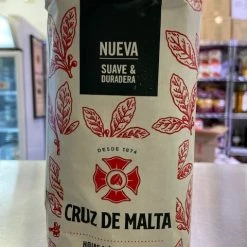 NUEVA
SUAVE &
DURADERA
DESDE 1874
CRUZ DE MALTA